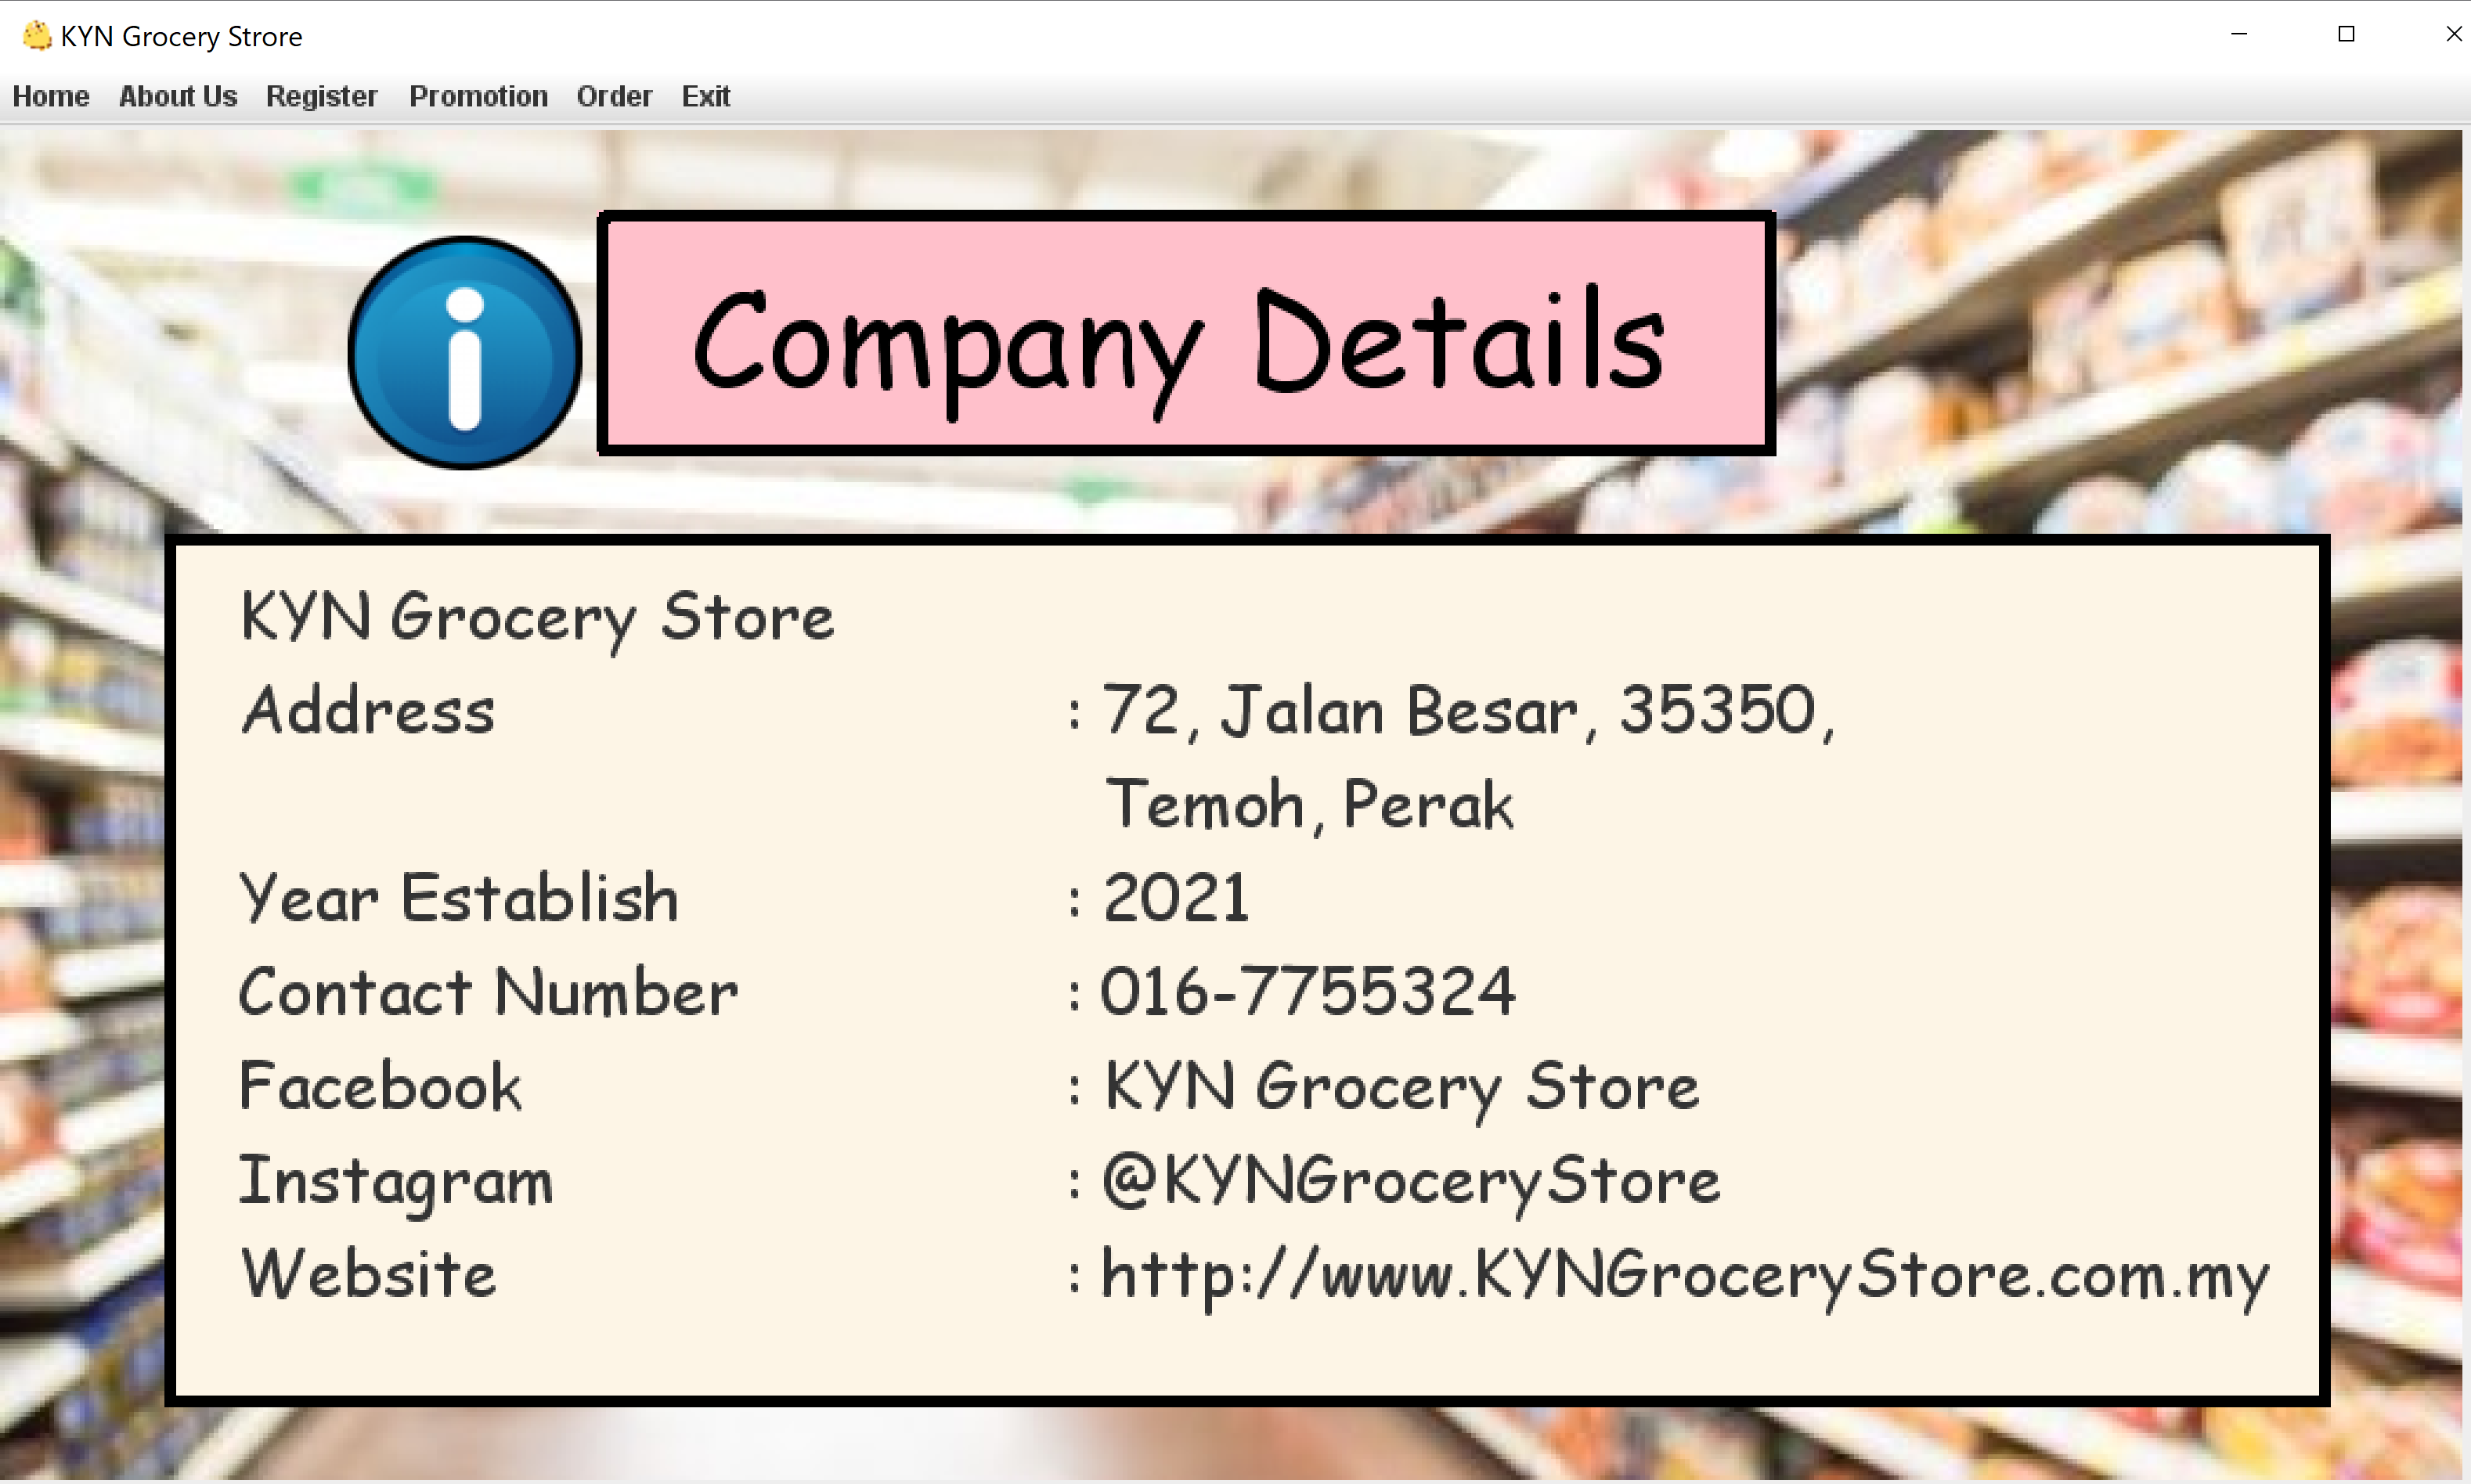 KYN Grocery Strore
Home About Us Register Promotion Order Exit
Company Details
KYN Grocery Store
Address : 72, Jalan Besar, 35350,
Temoh, Perak
Year Establish : 2021
Contact Number : 016-7755324
Facebook : KYN Grocery Store
Instagram : @KYNGroceryStore
Website : http://www.KYNGroceryStore.com.my